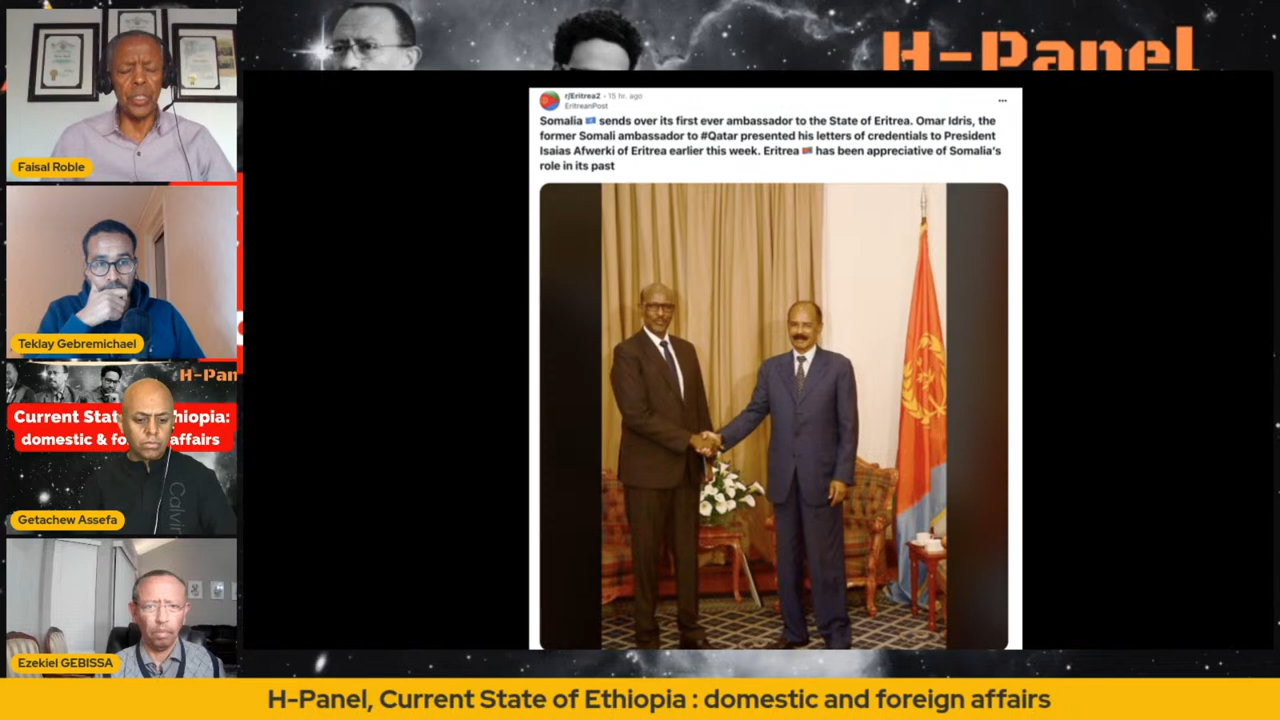 H-Panel
Faisal Roble
Teklay Gebremichael
H-Pan
Current Stat hiopia:
domestic & fo affairs
Calvin
Getachew Assefa
Ezekiel GEBISSA
r/Eritrea2 • 15 hr. ago
EritreanPost
Somalia 🇸🇴 sends over its first ever ambassador to the State of Eritrea. Omar Idris, the
former Somali ambassador to #Qatar presented his letters of credentials to President
Isaias Afwerki of Eritrea earlier this week. Eritrea 🇪🇷 has been appreciative of Somalia's
role in its past
H-Panel, Current State of Ethiopia : domestic and foreign affairs